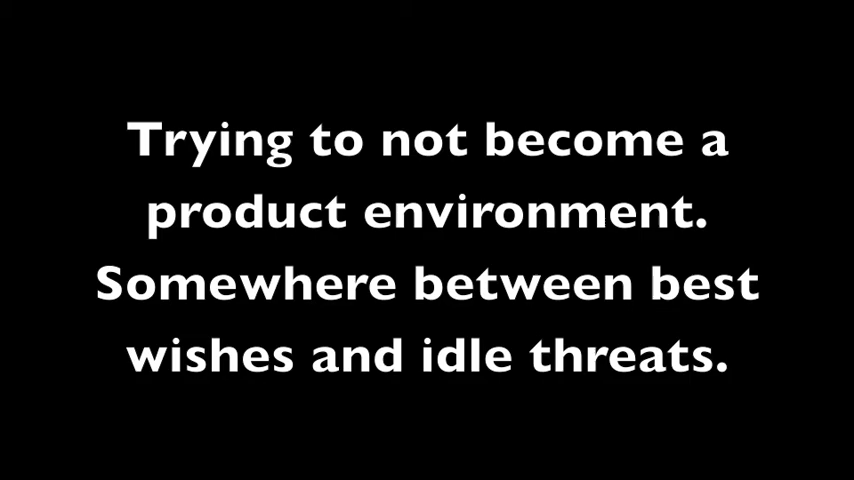 Trying to not become a
product environment.
Somewhere between best
wishes and idle threats.